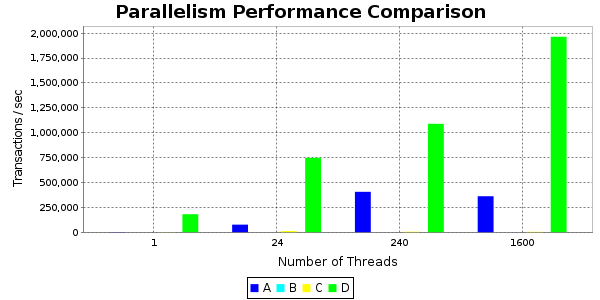 Parallelism Performance Comparison
Transactions / sec
2,000,000
1,750,000
1,500,000
1,250,000
1,000,000
750,000
500,000
250,000
0
1 24 240 1600
Number of Threads
A B C D